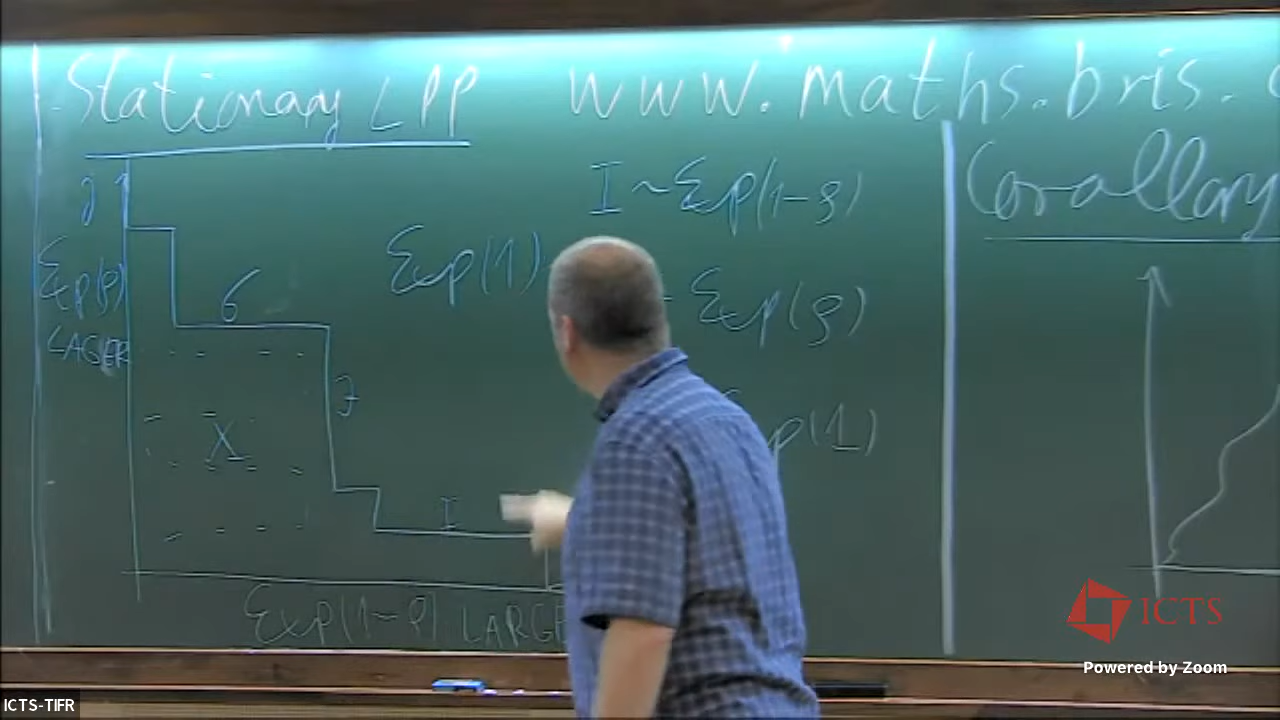 Stationary LPP
www.maths.bris.
I ~ Exp(1-ρ)
Exp(ρ)
p(1)
Exp(1)
J
Exp(ρ)
LAGER
6
J
X
I
Exp(1-ρ) LARGE
Corollary
ICTS
Powered by Zoom
ICTS-TIFR